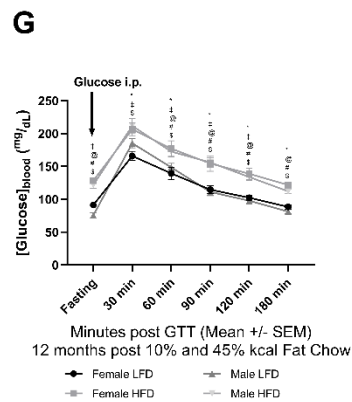 G
Glucose i.p.
[Glucose]blood (mg/dL)
250
200
150
100
50
0
Fasting
30 min
60 min
90 min
120 min
180 min
Minutes post GTT (Mean +/- SEM)
12 months post 10% and 45% kcal Fat Chow
Female LFD
Male LFD
Female HFD
Male HFD